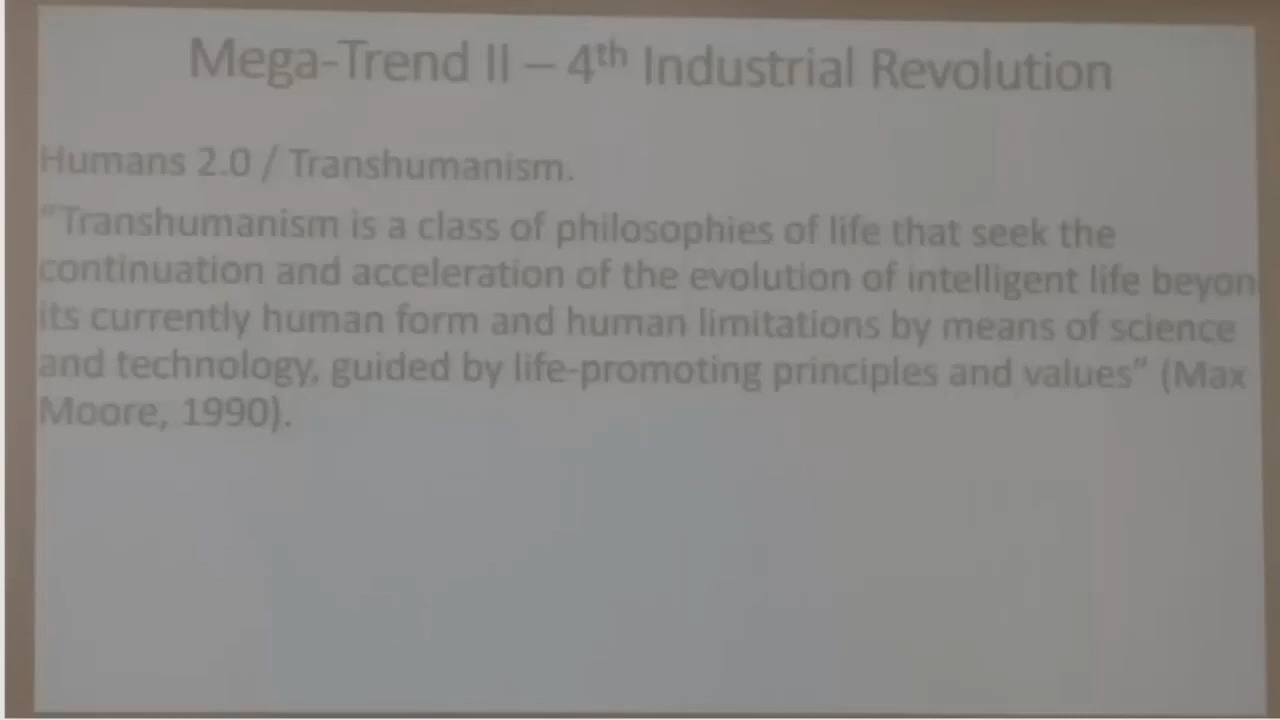 Mega-Trend II – 4th Industrial Revolution
Humans 2.0 / Transhumanism.
"Transhumanism is a class of philosophies of life that seek the
continuation and acceleration of the evolution of intelligent life beyon
its currently human form and human limitations by means of science
and technology, guided by life-promoting principles and values" (Max
Moore, 1990).